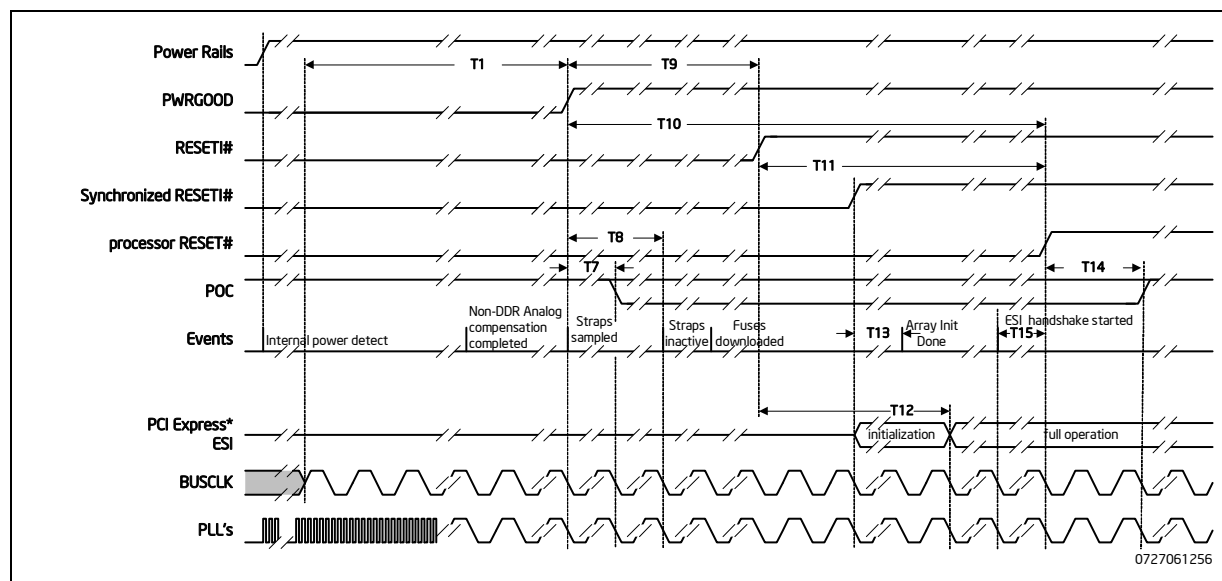 Power Rails
T1
T9
PWRGOOD
T10
RESETI#
T11
Synchronized RESETI#
T8
processor RESET#
T7
T14
POC
Events
Internal power detect
Non-DDR Analog
compensation
completed
Straps
sampled
Straps
inactive
Fuses
downloaded
T13
Array Init
Done
ESI handshake started
T15
T12
PCI Express*
ESI
initialization
full operation
BUSCLK
PLL's
0727061256